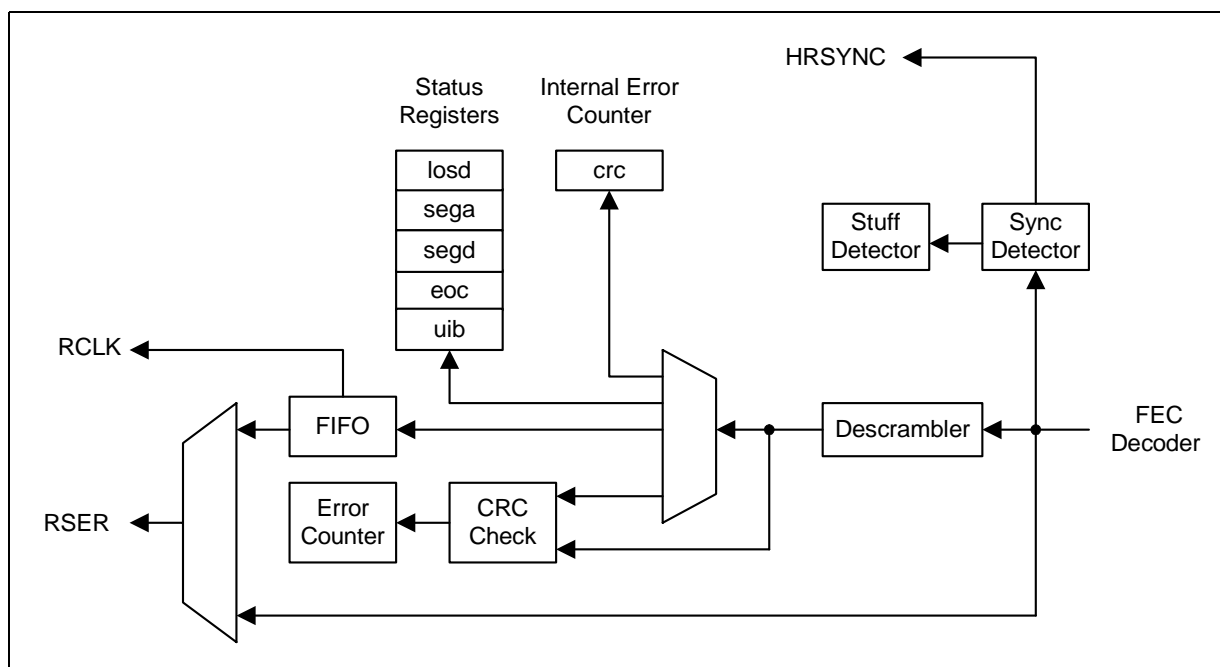 HRSYNC
Status
Registers
Internal Error
Counter
losd
sega
segd
eoc
uib
crc
Stuff
Detector
Sync
Detector
RCLK
FIFO
Descrambler
FEC
Decoder
RSER
Error
Counter
CRC
Check